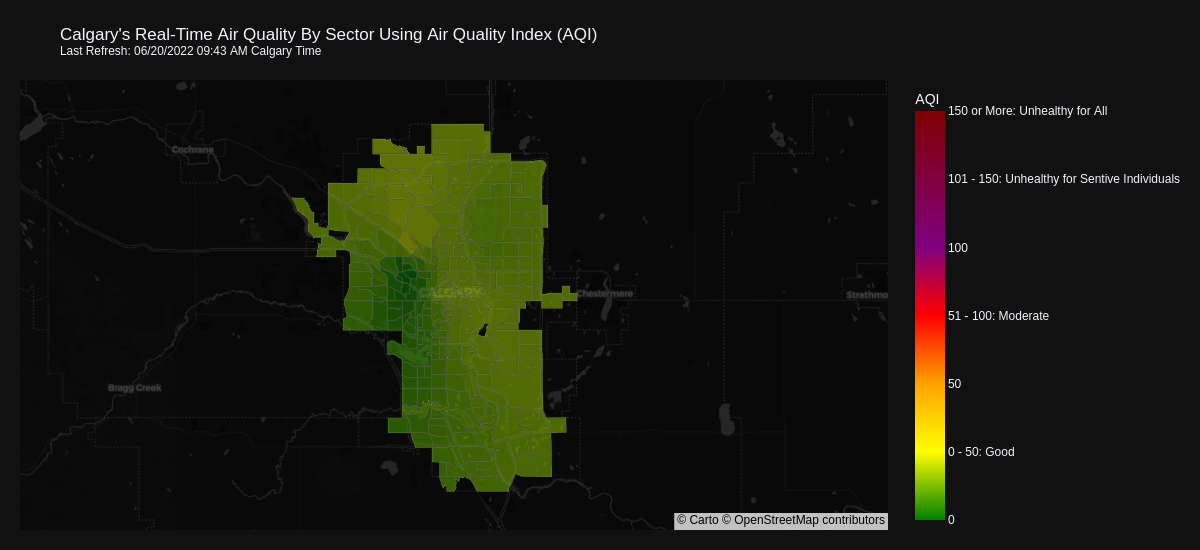 Calgary's Real-Time Air Quality By Sector Using Air Quality Index (AQI)
Last Refresh: 06/20/2022 09:43 AM Calgary Time
AQI
150 or More: Unhealthy for All
101 - 150: Unhealthy for Sentive Individuals
100
51 - 100: Moderate
50
0 - 50: Good
0
Cochrane
CALGARY
Chestermere
Strathmo
Bragg Creek
© Carto © OpenStreetMap contributors